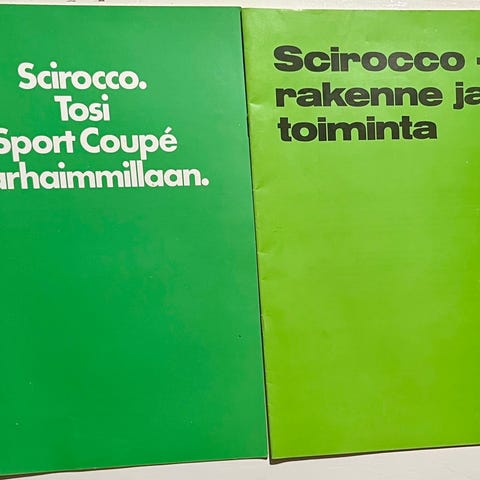 Scirocco.
Tosi
Sport Coupé
arhaimmillaan.
Scirocco -
rakenne ja
toiminta